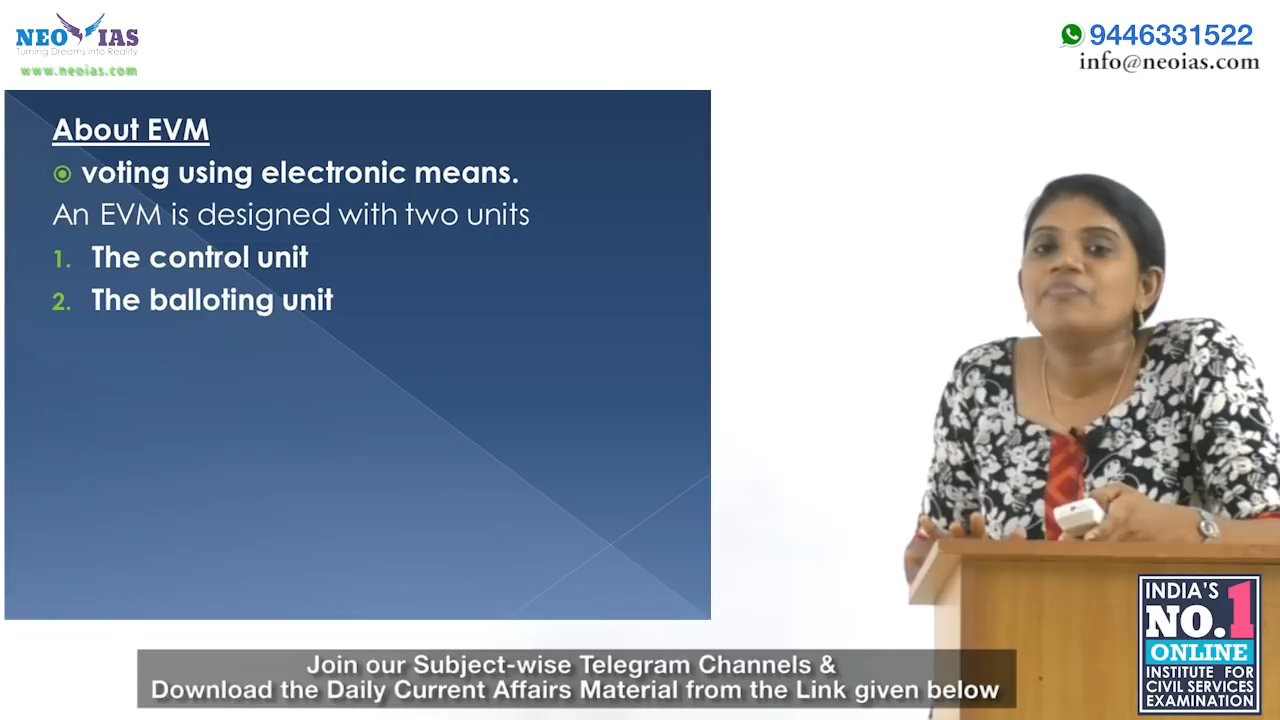 NEO IAS
Turning Dreams into Reality
www.neoias.com
9446331522
info@neoias.com
About EVM
voting using electronic means.
An EVM is designed with two units
1. The control unit
2. The balloting unit
INDIA'S
NO.1
ONLINE
INSTITUTE FOR
CIVIL SERVICES
EXAMINATION
Join our Subject-wise Telegram Channels &
Download the Daily Current Affairs Material from the Link given below